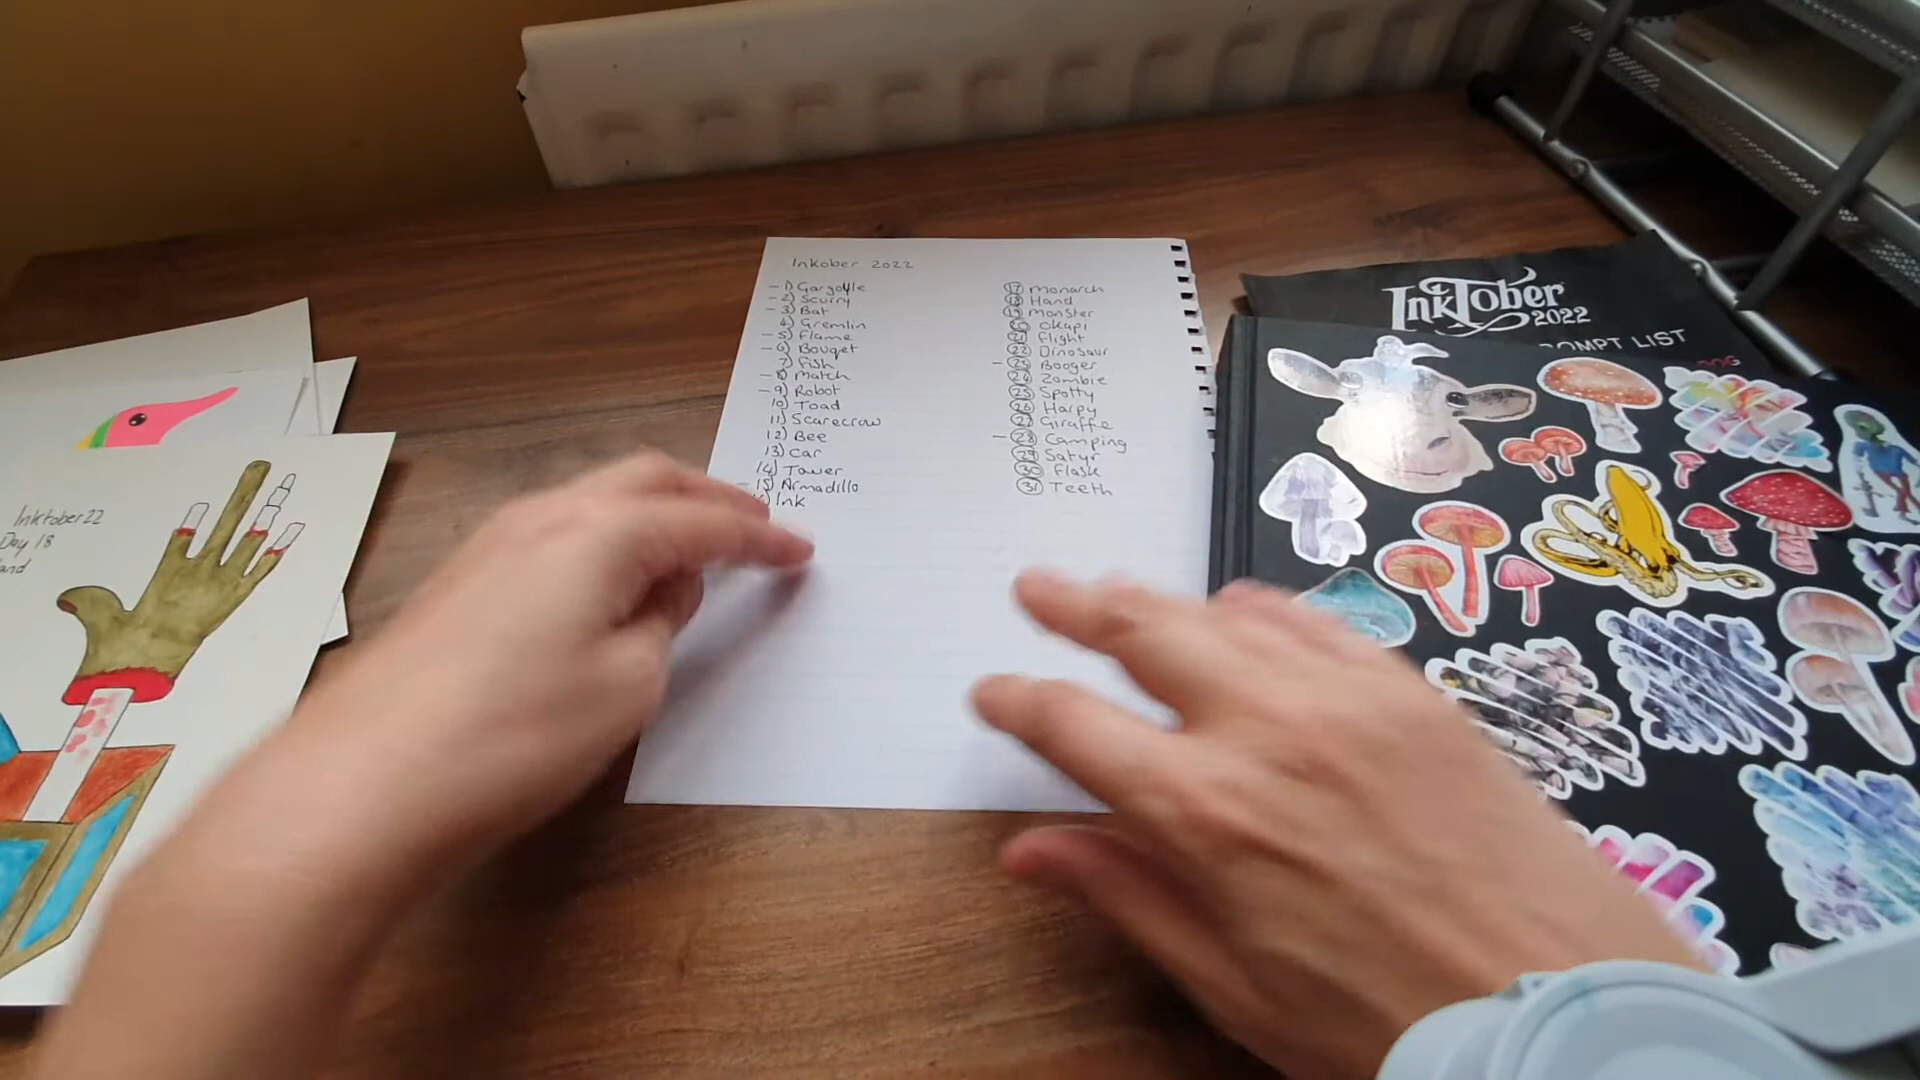 Inkober 2022
1) Gargoyle
2) Scurry
3) Bat
4) Gremlin
5) Flame
6) Bouqet
7) Fish
8 Match
9) Robot
10) Toad
11) Scarecrow
12) Bee
13) Car
14) Tower
15) Armadillo
Ink
17 Monarch
18 Hand
19 Monster
20 Okapi
21 Flight
22 Dinosaur
23 Booger
24 Zombie
25 Spotty
26 Harpy
27 Giraffe
28 Camping
29 Satyr
30 Flask
31 Teeth
InkTober
2022
PROMPT LIST
Inktober 22
Day 18